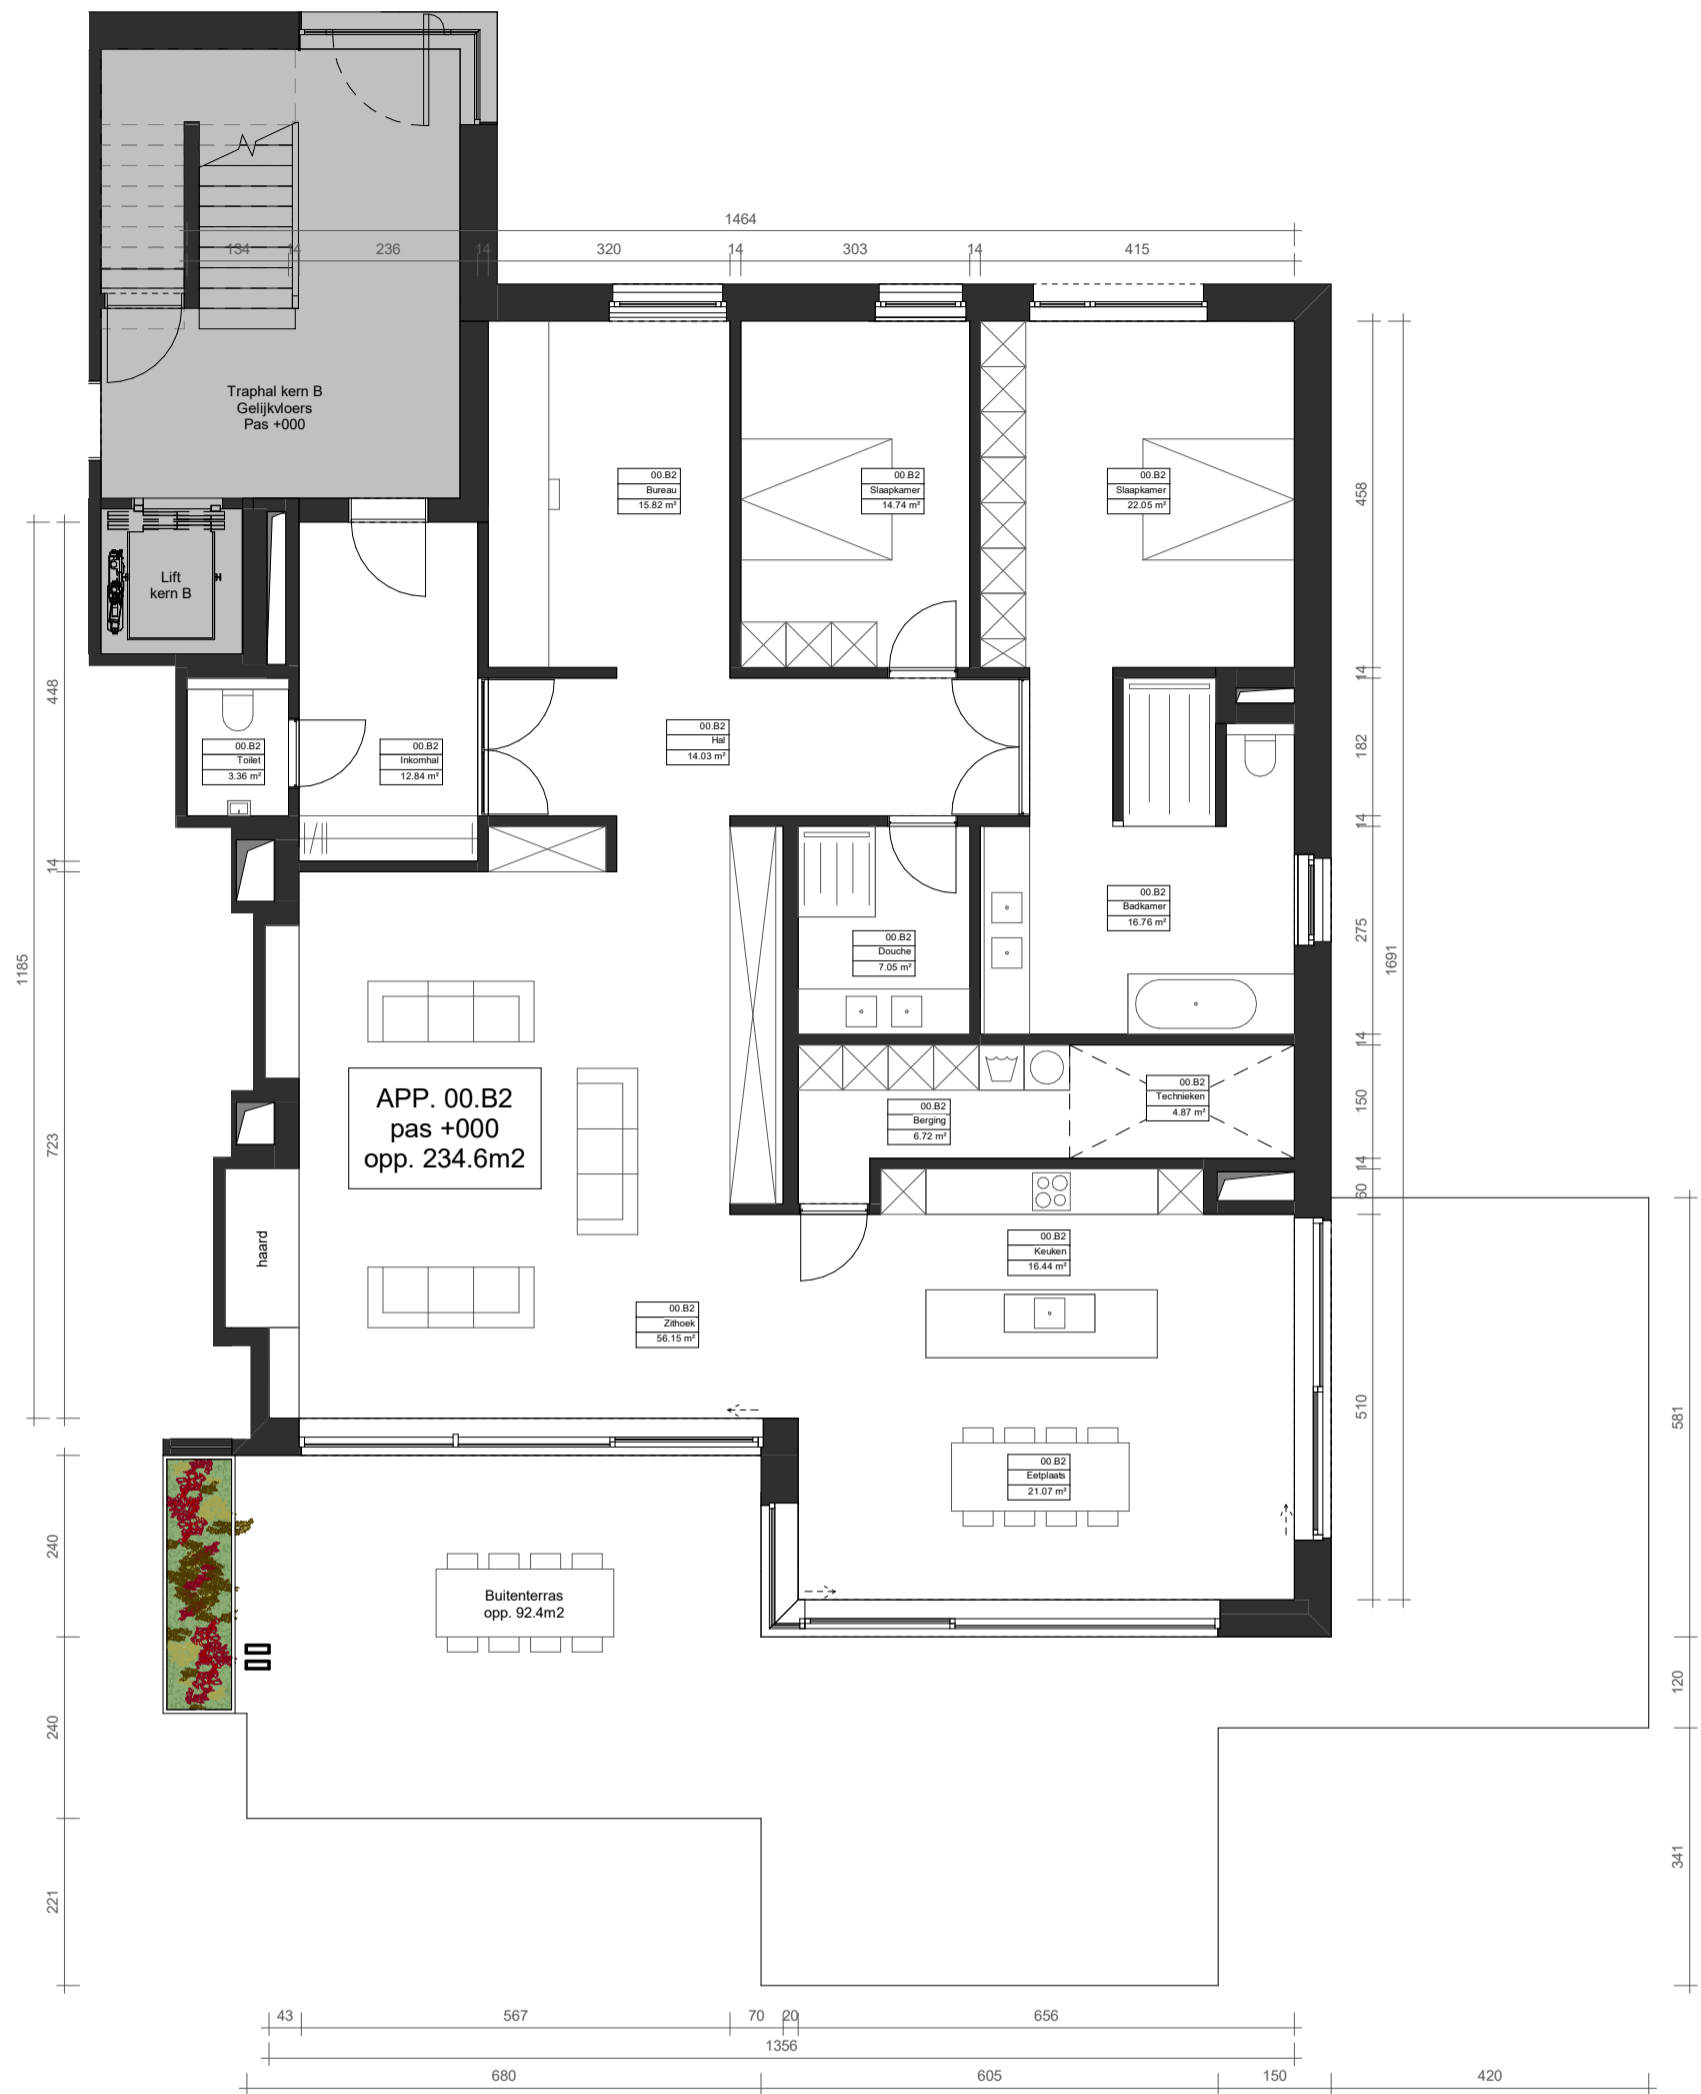 1464
134 14 236 14 320 14 303 14 415
Traphal kern B
Gelijkvloers
Pas +000
Lift
kern B
00.B2
Bureau
15.82 m²
00.B2
Slaapkamer
14.74 m²
00.B2
Slaapkamer
22.05 m²
00.B2
Toilet
3.36 m²
00.B2
Inkomhal
12.84 m²
00.B2
Hal
14.03 m²
00.B2
Douche
7.05 m²
00.B2
Badkamer
16.76 m²
00.B2
Berging
6.72 m²
00.B2
Technieken
4.87 m²
APP. 00.B2
pas +000
opp. 234.6m2
haard
00.B2
Keuken
16.44 m²
00.B2
Zithoek
56.15 m²
00.B2
Eetplaats
21.07 m²
Buitenterras
opp. 92.4m2
1185
448
14
723
240
240
221
458
14
182
14
275
14
150
14
60
510
1691
581
120
341
43 567 70 20 656
1356
680 605 150 420